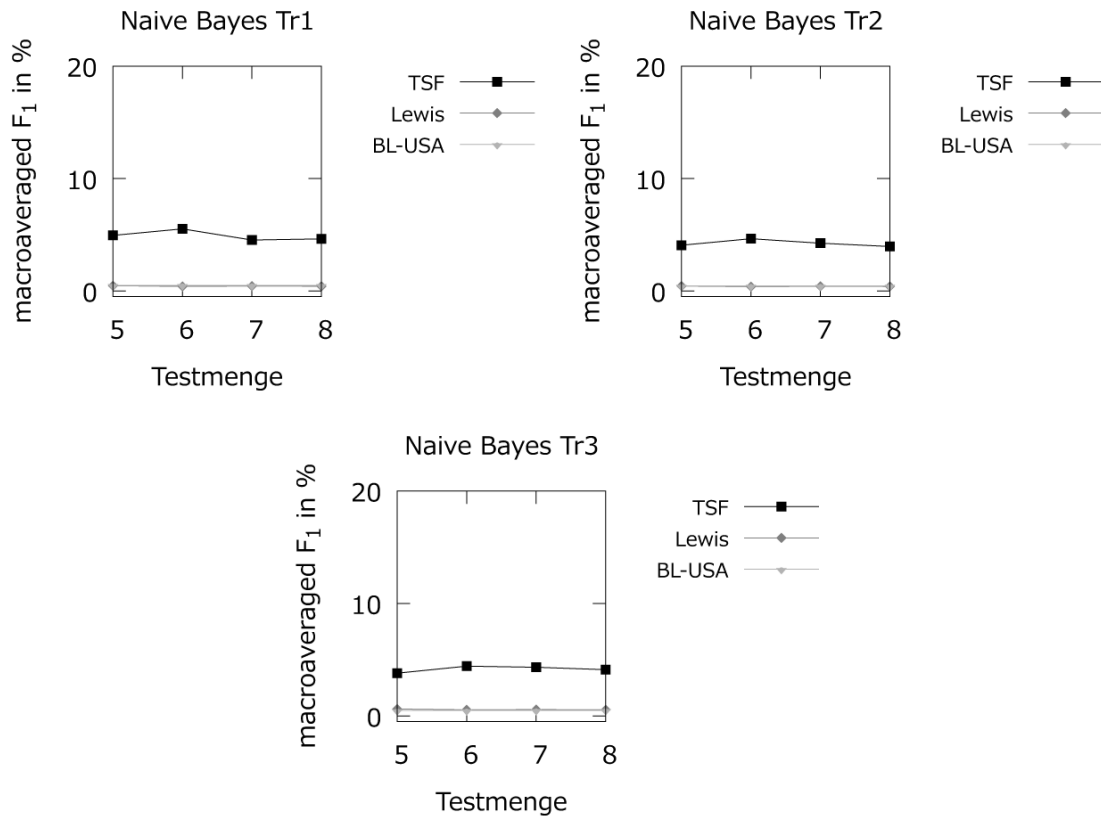 Naive Bayes Tr1
macroaveraged F₁ in %
20
10
0
5 6 7 8
Testmenge
TSF
Lewis
BL-USA
Naive Bayes Tr2
macroaveraged F₁ in %
20
10
0
5 6 7 8
Testmenge
TSF
Lewis
BL-USA
Naive Bayes Tr3
macroaveraged F₁ in %
20
10
0
5 6 7 8
Testmenge
TSF
Lewis
BL-USA